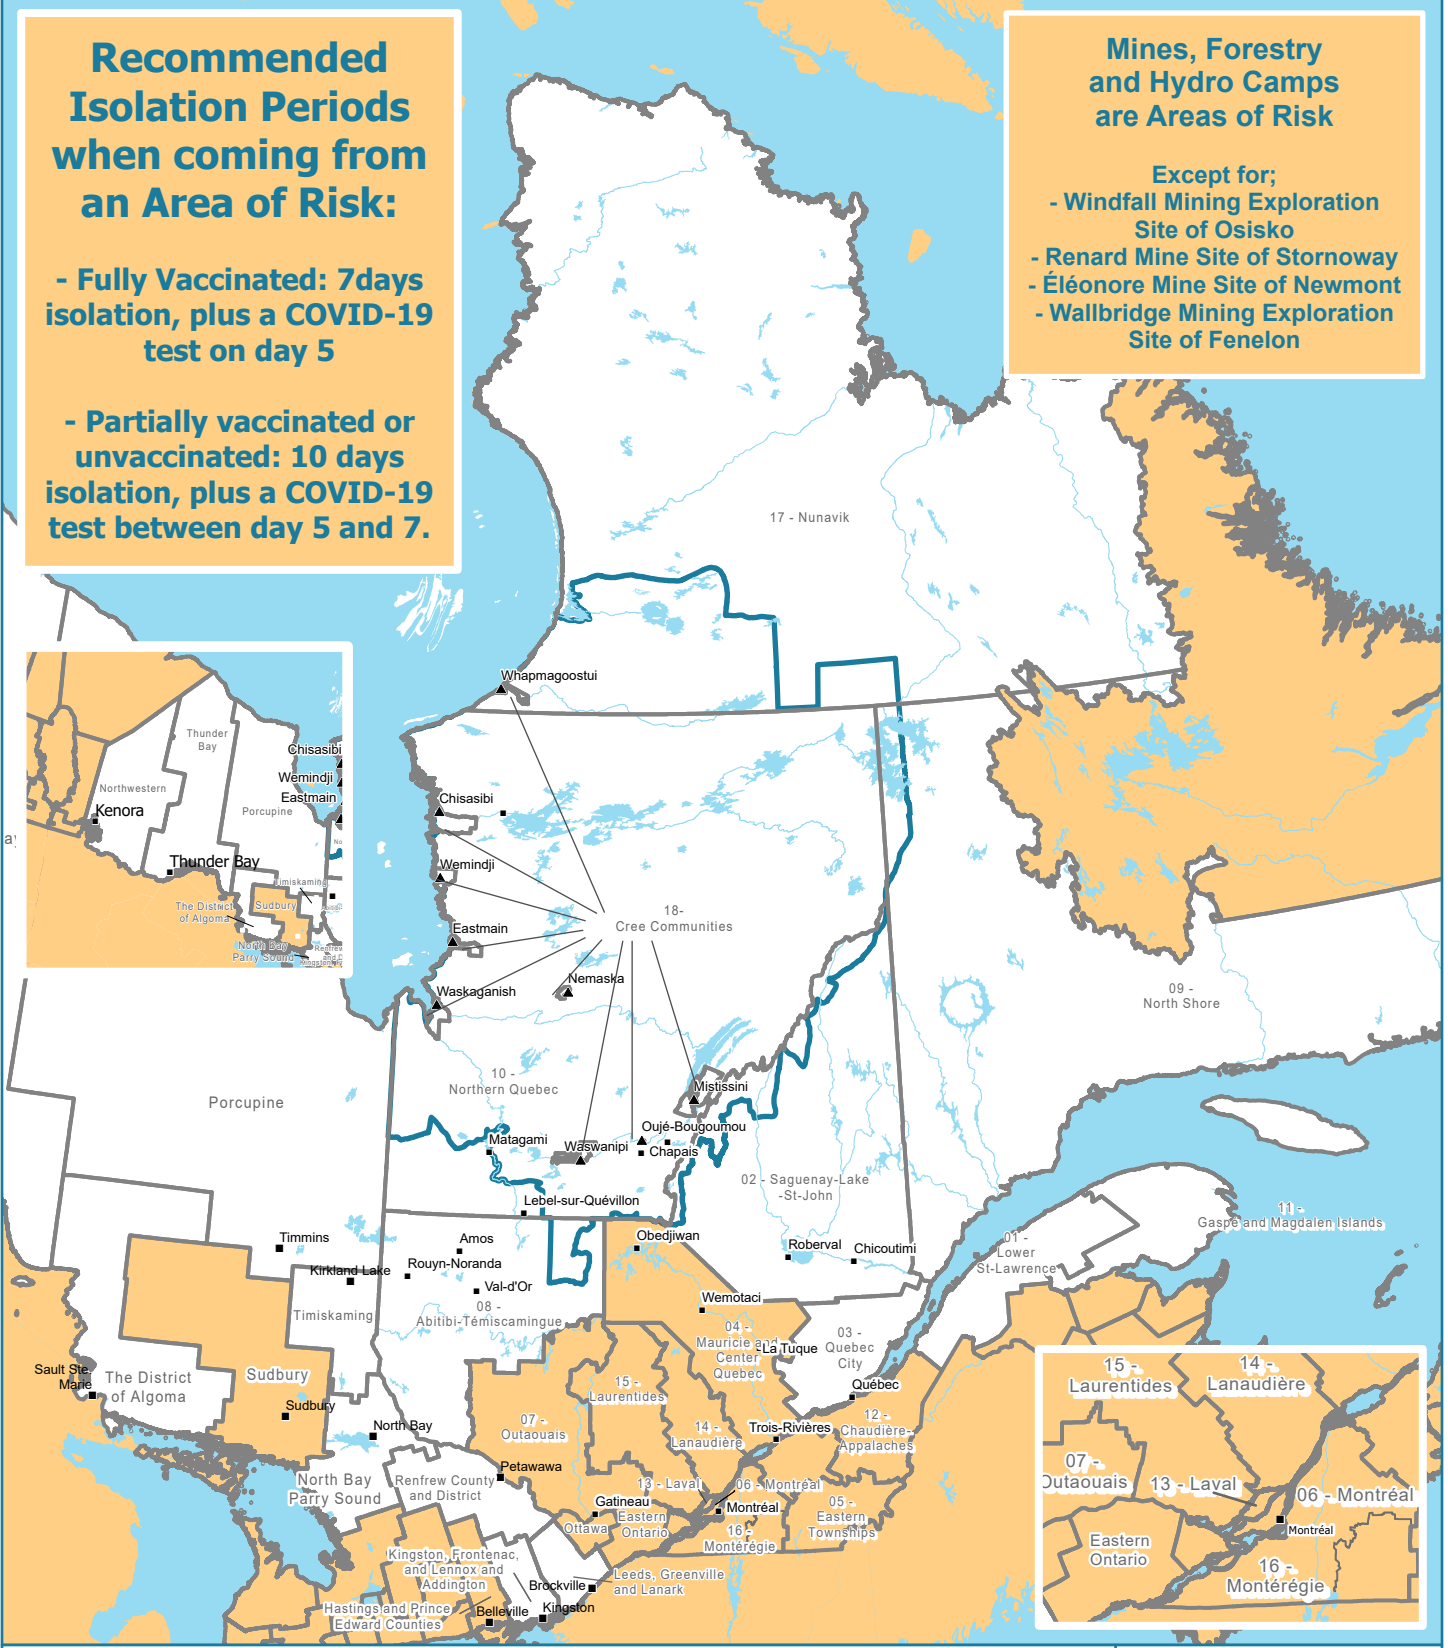 Recommended
Isolation Periods
when coming from
an Area of Risk:
- Fully Vaccinated: 7days
isolation, plus a COVID-19
test on day 5
- Partially vaccinated or
unvaccinated: 10 days
isolation, plus a COVID-19
test between day 5 and 7.
Mines, Forestry
and Hydro Camps
are Areas of Risk
Except for;
- Windfall Mining Exploration
Site of Osisko
- Renard Mine Site of Stornoway
- Éléonore Mine Site of Newmont
- Wallbridge Mining Exploration
Site of Fenelon
17 - Nunavik
Whapmagoostui
Thunder
Bay
Chisasibi
Wemindji
Eastmain
Northwestern
Kenora
Porcupine
No
Thunder Bay
Timiskaming
The District
of Algoma
Sudbury
North Bay
Parry Sound
Renfrew
and D
Kingston
ay
Chisasibi
Wemindji
18-
Cree Communities
Eastmain
Nemaska
Waskaganish
09 -
North Shore
10 -
Northern Quebec
Mistissini
Porcupine
Oujé-Bougoumou
Matagami
Waswanipi
Chapais
02 - Saguenay-Lake
-St-John
Lebel-sur-Quévillon
11 -
Gaspé and Magdalen Islands
Timmins
Amos
Obedjiwan
Roberval
Chicoutimi
01 -
Lower
St-Lawrence
Kirkland Lake
Rouyn-Noranda
Val-d'Or
Wemotaci
Timiskaming
08 -
Abitibi-Témiscamingue
04 -
Mauricie and
Center
Quebec
La Tuque
03 -
Quebec
City
Sault Ste.
Marie
The District
of Algoma
Sudbury
15 -
Laurentides
Québec
Sudbury
North Bay
07 -
Outaouais
14 -
Lanaudière
Trois-Rivières
12 -
Chaudière-
Appalaches
North Bay
Parry Sound
Renfrew County
and District
Petawawa
13 - Laval
06 - Montréal
Gatineau
Ottawa
Eastern
Ontario
Montréal
05 -
Eastern
Townships
16 -
Montérégie
Kingston, Frontenac,
and Lennox and
Addington
Leeds, Greenville
and Lanark
Brockville
Hastings and Prince
Edward Counties
Belleville
Kingston
15 -
Laurentides
14 -
Lanaudière
07 -
Outaouais
13 - Laval
06 - Montréal
Montréal
Eastern
Ontario
16 -
Montérégie